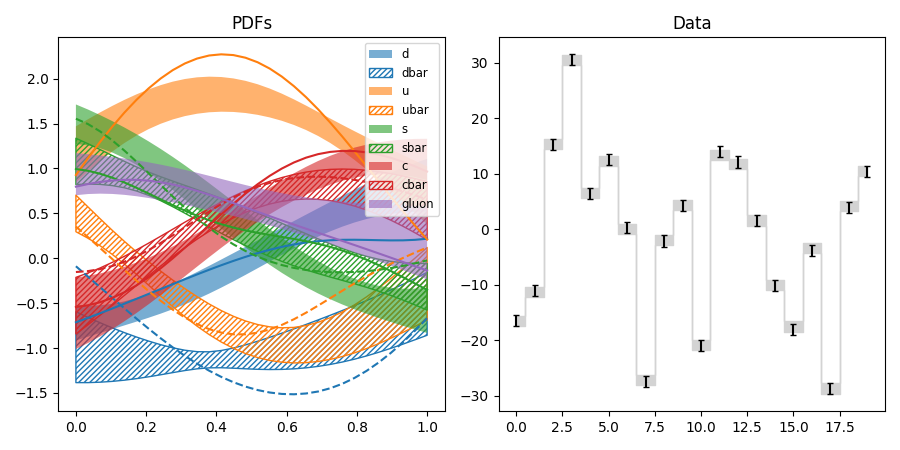 PDFs
2.0
1.5
1.0
0.5
0.0
−0.5
−1.0
−1.5
0.0 0.2 0.4 0.6 0.8 1.0
d
dbar
u
ubar
s
sbar
c
cbar
gluon
Data
30
20
10
0
−10
−20
−30
0.0 2.5 5.0 7.5 10.0 12.5 15.0 17.5